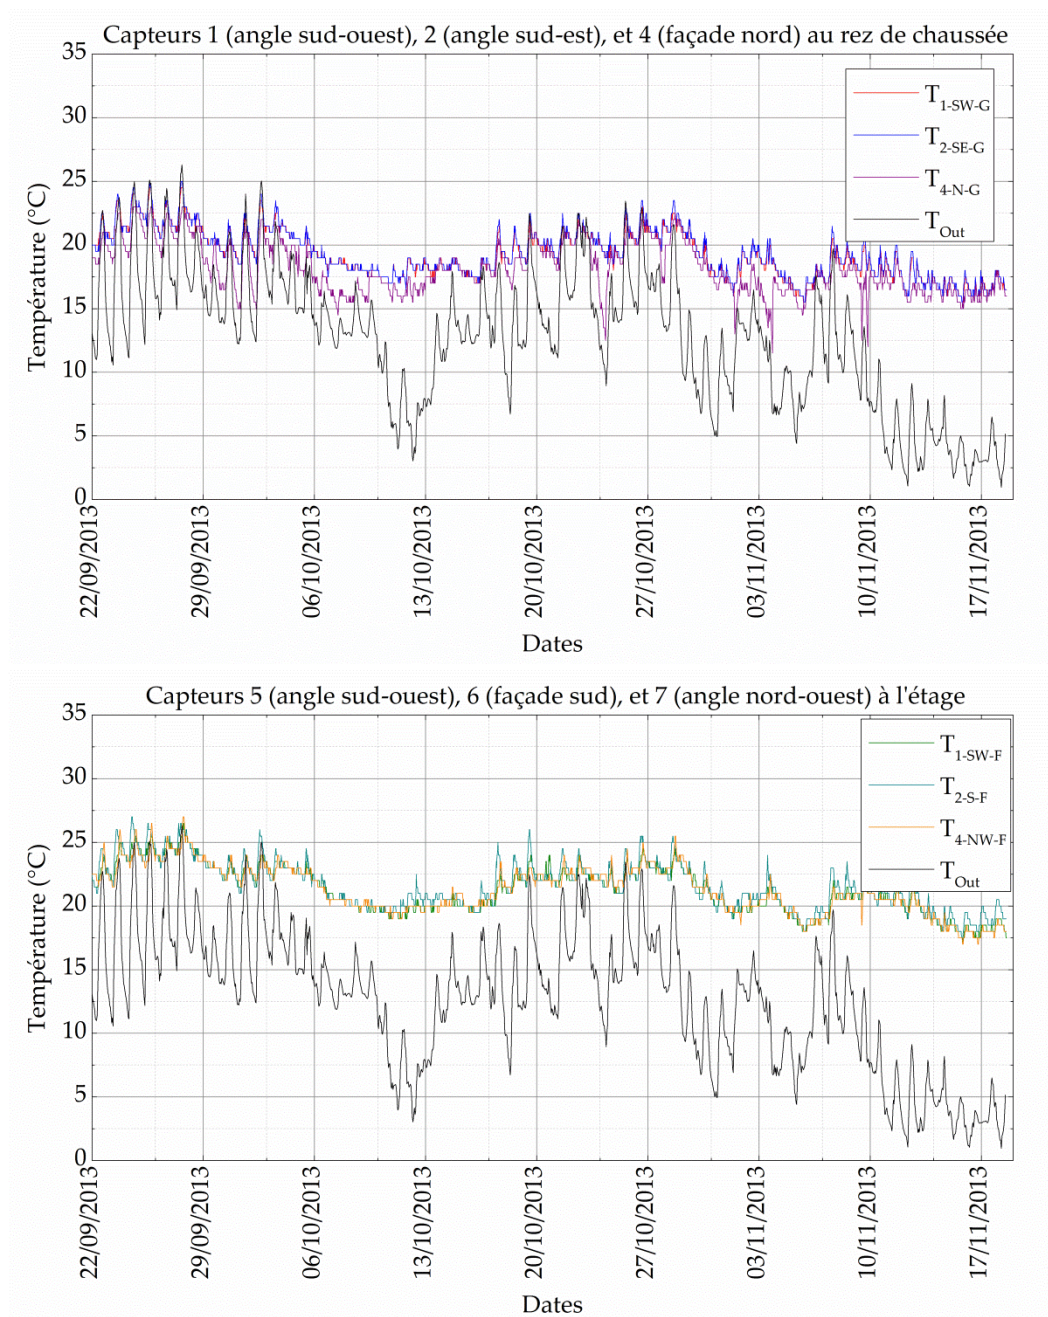 Capteurs 1 (angle sud-ouest), 2 (angle sud-est), et 4 (façade nord) au rez de chaussée
35
30
25
20
15
10
5
0
Température (°C)
T1-SW-G
T2-SE-G
T4-N-G
TOut
22/09/2013
29/09/2013
06/10/2013
13/10/2013
20/10/2013
27/10/2013
03/11/2013
10/11/2013
17/11/2013
Dates
Capteurs 5 (angle sud-ouest), 6 (façade sud), et 7 (angle nord-ouest) à l'étage
35
30
25
20
15
10
5
0
Température (°C)
T1-SW-F
T2-S-F
T4-NW-F
TOut
22/09/2013
29/09/2013
06/10/2013
13/10/2013
20/10/2013
27/10/2013
03/11/2013
10/11/2013
17/11/2013
Dates